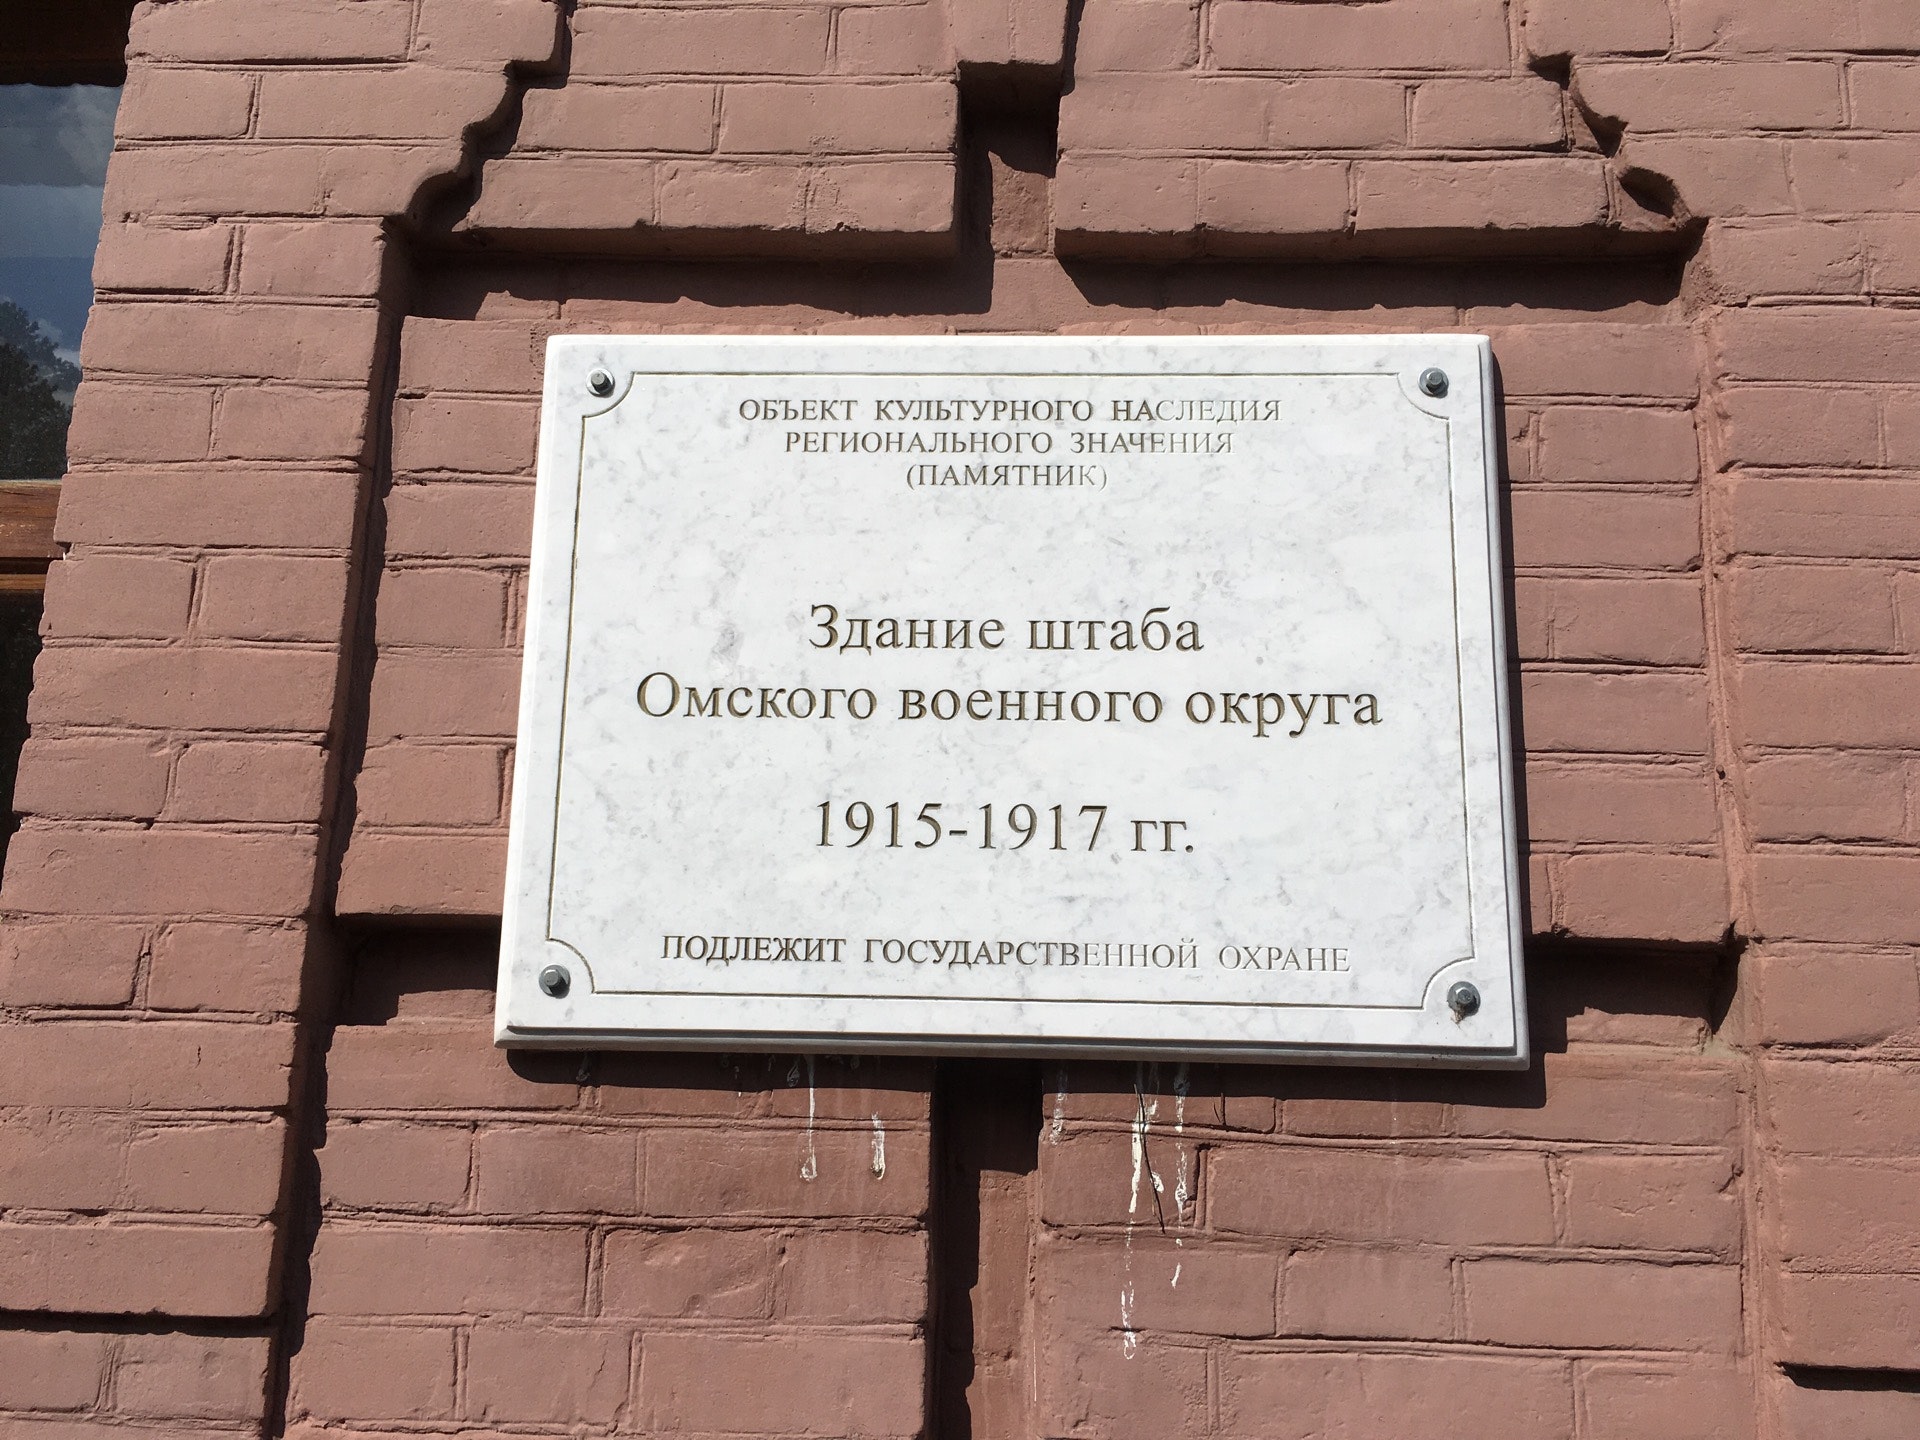 ОБЪЕКТ КУЛЬТУРНОГО НАСЛЕДИЯ
РЕГИОНАЛЬНОГО ЗНАЧЕНИЯ
(ПАМЯТНИК)
Здание штаба
Омского военного округа
1915-1917 гг.
ПОДЛЕЖИТ ГОСУДАРСТВЕННОЙ ОХРАНЕ